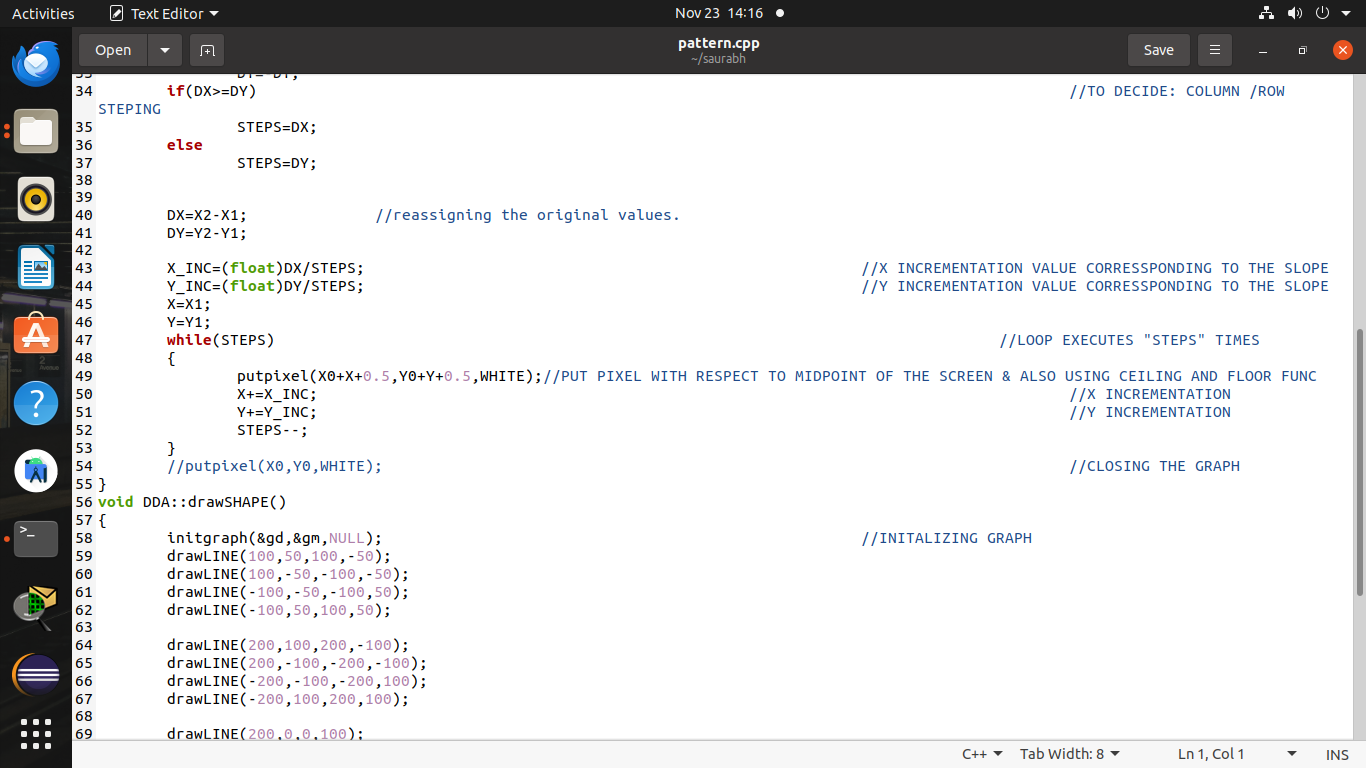 Activities Text Editor Nov 23 14:16
Open pattern.cpp Save
~/saurabh
34 if(DX>=DY) //TO DECIDE: COLUMN /ROW
STEPING
35 STEPS=DX;
36 else
37 STEPS=DY;
38
39
40 DX=X2-X1; //reassigning the original values.
41 DY=Y2-Y1;
42
43 X_INC=(float)DX/STEPS; //X INCREMENTATION VALUE CORRESSPONDING TO THE SLOPE
44 Y_INC=(float)DY/STEPS; //Y INCREMENTATION VALUE CORRESSPONDING TO THE SLOPE
45 X=X1;
46 Y=Y1;
47 while(STEPS) //LOOP EXECUTES "STEPS" TIMES
48 {
49 putpixel(X0+X+0.5,Y0+Y+0.5,WHITE);//PUT PIXEL WITH RESPECT TO MIDPOINT OF THE SCREEN & ALSO USING CEILING AND FLOOR FUNC
50 X+=X_INC; //X INCREMENTATION
51 Y+=Y_INC; //Y INCREMENTATION
52 STEPS--;
53 }
54 //putpixel(X0,Y0,WHITE); //CLOSING THE GRAPH
55 }
56 void DDA::drawSHAPE()
57 {
58 initgraph(&gd,&gm,NULL); //INITALIZING GRAPH
59 drawLINE(100,50,100,-50);
60 drawLINE(100,-50,-100,-50);
61 drawLINE(-100,-50,-100,50);
62 drawLINE(-100,50,100,50);
63
64 drawLINE(200,100,200,-100);
65 drawLINE(200,-100,-200,-100);
66 drawLINE(-200,-100,-200,100);
67 drawLINE(-200,100,200,100);
68
69 drawLINE(200,0,0,100);
C++ Tab Width: 8 Ln 1, Col 1 INS